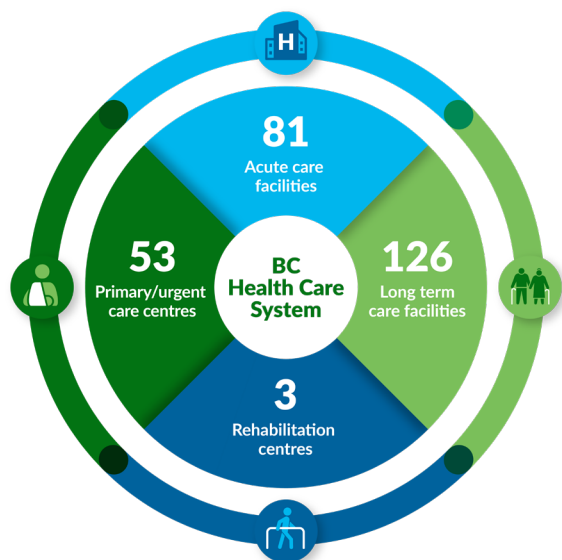 H
81
Acute care
facilities
53
Primary/urgent
care centres
BC
Health Care
System
126
Long term
care facilities
3
Rehabilitation
centres